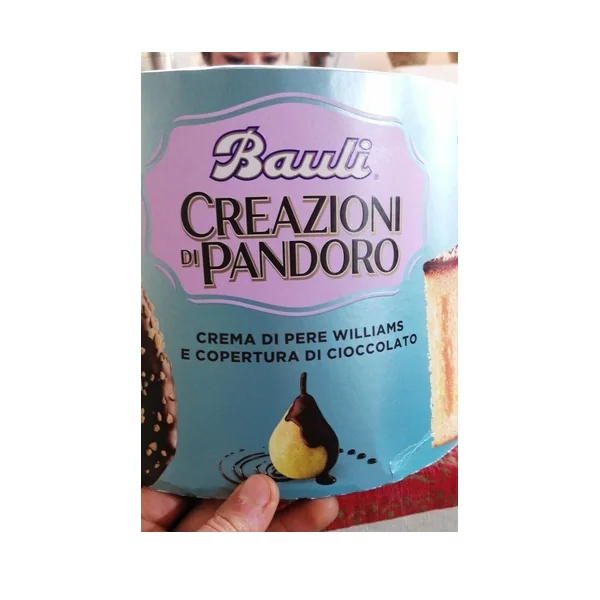 Bauli
CREAZIONI
DI PANDORO
CREMA DI PERE WILLIAMS
E COPERTURA DI CIOCCOLATO